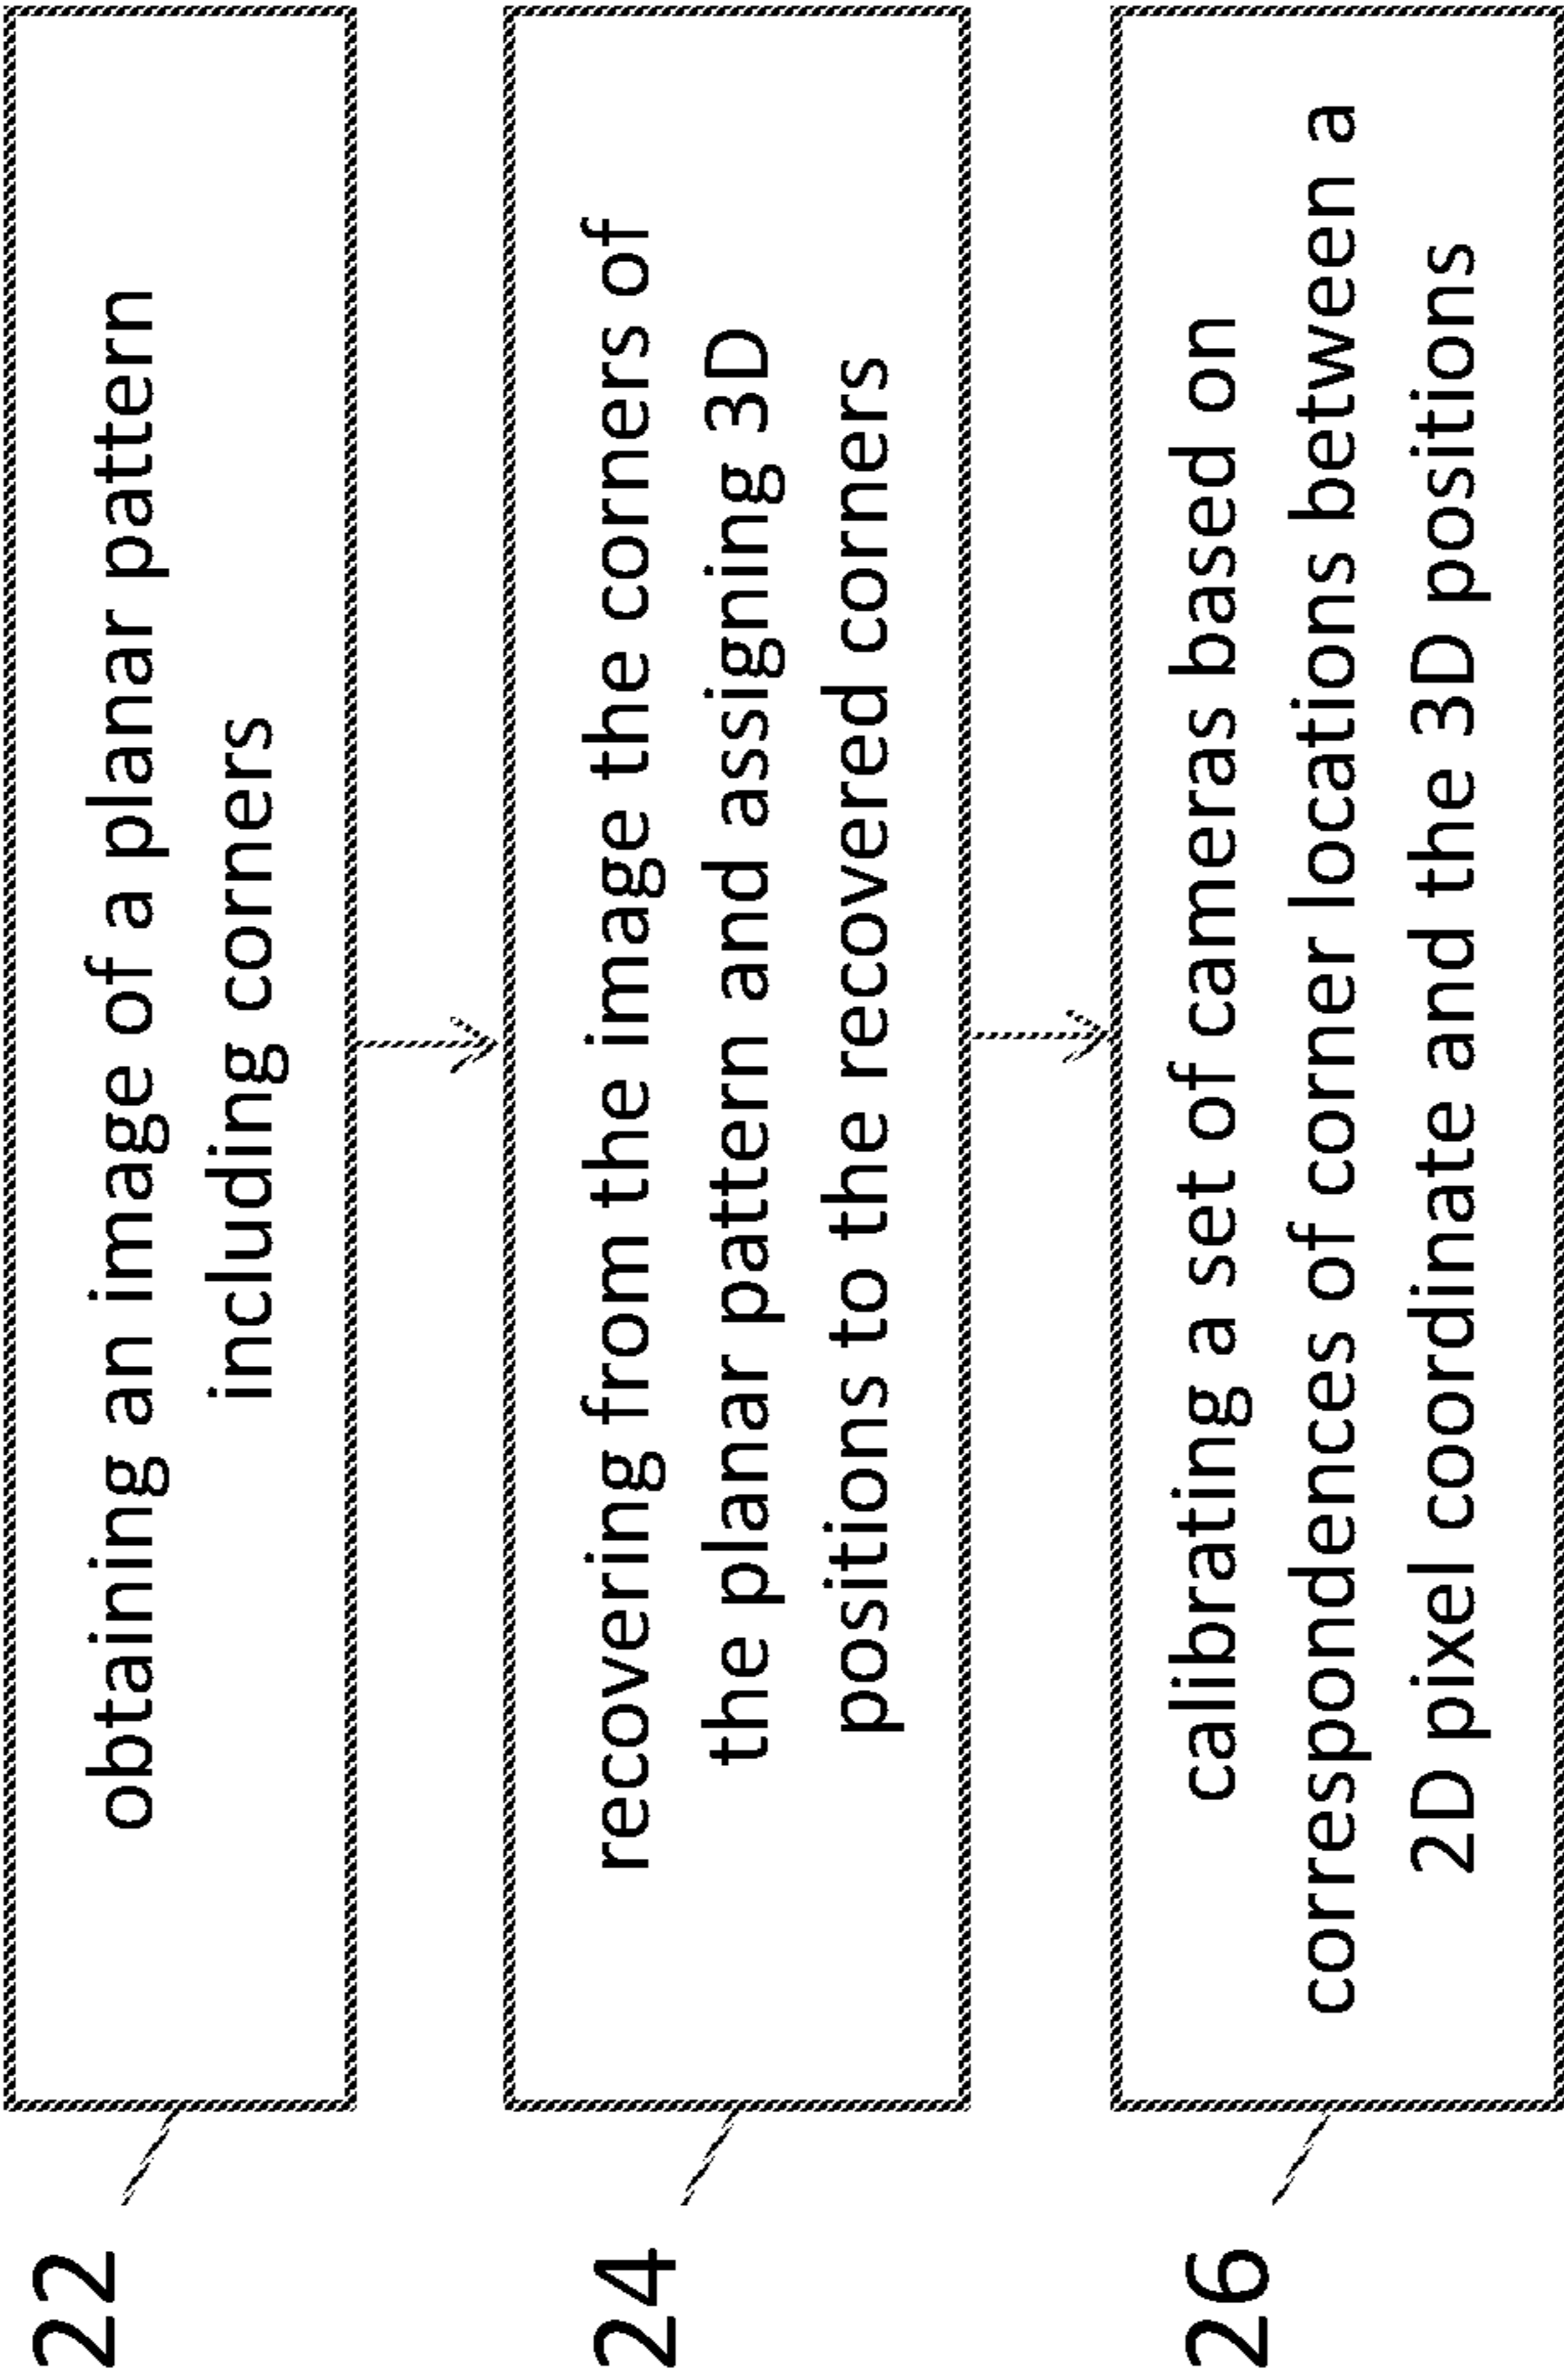 22
obtaining an image of a planar pattern
including corners
24
recovering from the image the corners of
the planar pattern and assigning 3D
positions to the recovered corners
26
calibrating a set of cameras based on
correspondences of corner locations between a
2D pixel coordinate and the 3D positions